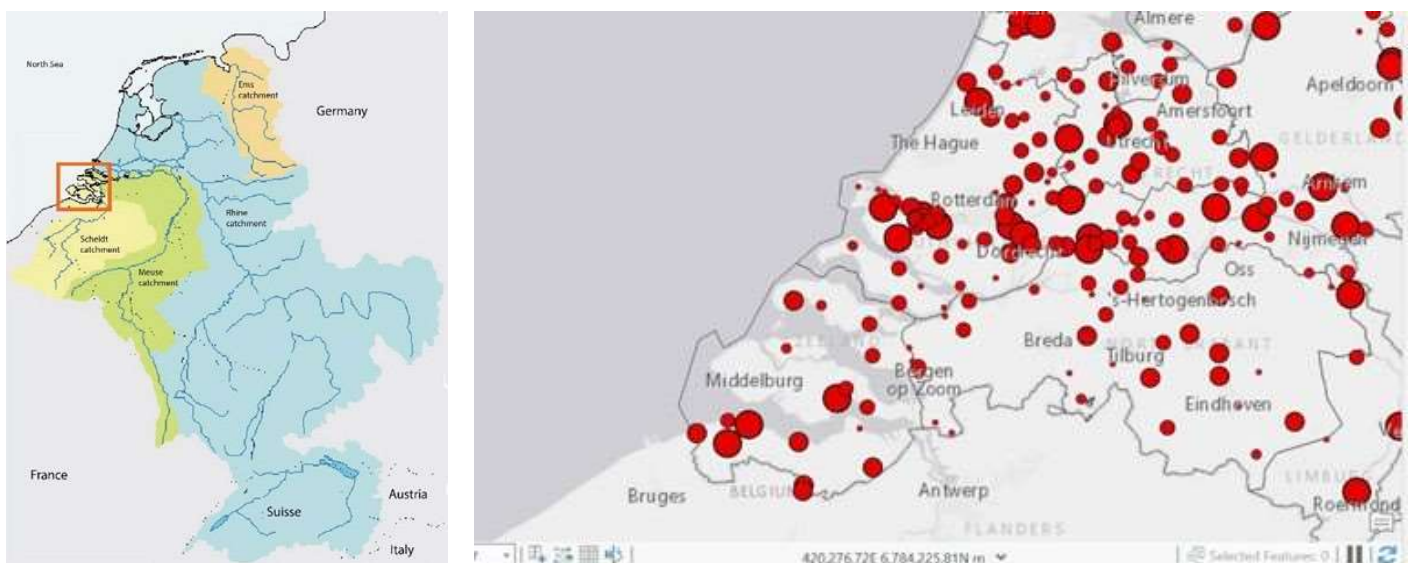 North Sea
Ems
catchment
Germany
Rhine
catchment
Scheldt
catchment
Meuse
catchment
France
Suisse
Austria
Italy
Almere
Hilversum
Apeldoorn
Leiden
Amersfoort
The Hague
Utrecht
GELDERLAND
Rotterdam
Arnhem
Dordrecht
Nijmegen
Oss
's-Hertogenbosch
ZEELAND
Breda
Tilburg
Middelburg
Bergen
op Zoom
Eindhoven
LIMBURG
Bruges
BELGIUM
Antwerp
Roermond
FLANDERS
420,276.72E 6,784,225.81N m
Selected Features: 0